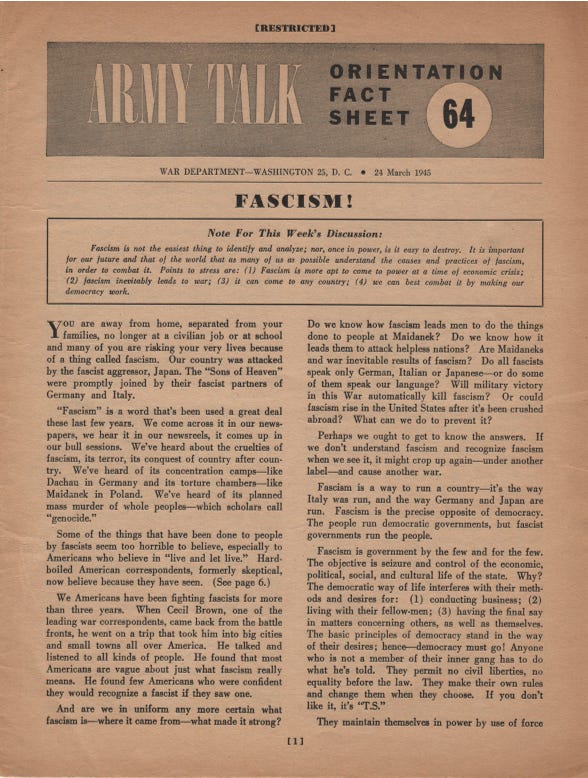 [RESTRICTED]
ARMY TALK
ORIENTATION
FACT
SHEET 64
WAR DEPARTMENT—WASHINGTON 25, D. C. • 24 March 1945
FASCISM!
Note For This Week's Discussion:
Fascism is not the easiest thing to identify and analyze; nor, once in power, is it easy to destroy. It is important
for our future and that of the world that as many of us as possible understand the causes and practices of fascism,
in order to combat it. Points to stress are: (1) Fascism is more apt to come to power at a time of economic crisis;
(2) fascism inevitably leads to war; (3) it can come to any country; (4) we can best combat it by making our
democracy work.
YOU are away from home, separated from your
families, no longer at a civilian job or at school
and many of you are risking your very lives because
of a thing called fascism. Our country was attacked
by the fascist aggressor, Japan. The "Sons of Heaven"
were promptly joined by their fascist partners of
Germany and Italy.
"Fascism" is a word that's been used a great deal
these last few years. We come across it in our news-
papers, we hear it in our newsreels, it comes up in
our bull sessions. We've heard about the cruelties of
fascism, its terror, its conquest of country after coun-
try. We've heard of its concentration camps—like
Dachau in Germany and its torture chambers—like
Maidanek in Poland. We've heard of its planned
mass murder of whole peoples—which scholars call
"genocide."
Some of the things that have been done to people
by fascists seem too horrible to believe, especially to
Americans who believe in "live and let live." Hard-
boiled American correspondents, formerly skeptical,
now believe because they have seen. (See page 6.)
We Americans have been fighting fascists for more
than three years. When Cecil Brown, one of the
leading war correspondents, came back from the battle
fronts, he went on a trip that took him into big cities
and small towns all over America. He talked and
listened to all kinds of people. He found that most
Americans are vague about just what fascism really
means. He found few Americans who were confident
they would recognize a fascist if they saw one.
And are we in uniform any more certain what
fascism is—where it came from—what made it strong?
Do we know how fascism leads men to do the things
done to people at Maidanek? Do we know how it
leads them to attack helpless nations? Are Maidaneks
and war inevitable results of fascism? Do all fascists
speak only German, Italian or Japanese—or do some
of them speak our language? Will military victory
in this War automatically kill fascism? Or could
fascism rise in the United States after it's been crushed
abroad? What can we do to prevent it?
Perhaps we ought to get to know the answers. If
we don't understand fascism and recognize fascism
when we see it, it might crop up again—under another
label—and cause another war.
Fascism is a way to run a country—it's the way
Italy was run, and the way Germany and Japan are
run. Fascism is the precise opposite of democracy.
The people run democratic governments, but fascist
governments run the people.
Fascism is government by the few and for the few.
The objective is seizure and control of the economic,
political, social, and cultural life of the state. Why?
The democratic way of life interferes with their meth-
ods and desires for: (1) conducting business; (2)
living with their fellow-men; (3) having the final say
in matters concerning others, as well as themselves.
The basic principles of democracy stand in the way
of their desires; hence—democracy must go! Anyone
who is not a member of their inner gang has to do
what he's told. They permit no civil liberties, no
equality before the law. They make their own rules
and change them when they choose. If you don't
like it, it's "T.S."
They maintain themselves in power by use of force
[1]